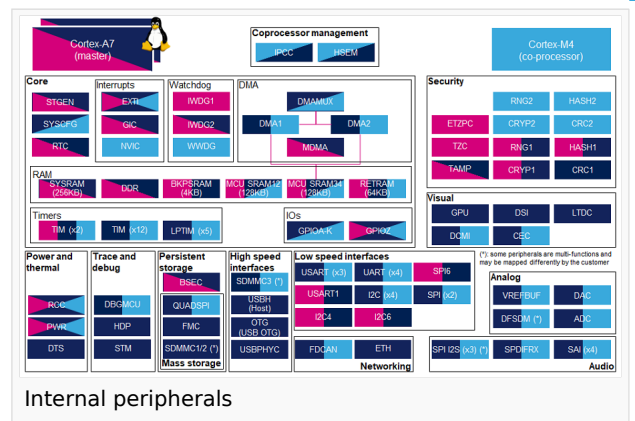 Cortex-A7
(master)
Coprocessor management
IPCC
HSEM
Cortex-M4
(co-processor)
Core
STGEN
SYSCFG
RTC
Interrupts
EXTI
GIC
NVIC
Watchdog
IWDG1
IWDG2
WWDG
DMA
DMAMUX
DMA1
DMA2
MDMA
Security
RNG2
HASH2
ETZPC
CRYP2
CRC2
TZC
RNG1
HASH1
TAMP
CRYP1
CRC1
RAM
SYSRAM
(256KB)
DDR
BKPSRAM
(4KB)
MCU SRAM12
(128KB)
MCU SRAM34
(128KB)
RETRAM
(64KB)
Timers
TIM (x2)
TIM (x12)
LPTIM (x5)
IOs
GPIOA-K
GPIOZ
Visual
GPU
DSI
LTDC
DCMI
CEC
Power and
thermal
RCC
PWR
DTS
Trace and
debug
DBGMCU
HDP
STM
Persistent
storage
BSEC
QUADSPI
FMC
SDMMC1/2 (*)
Mass storage
High speed
interfaces
SDMMC3 (*)
USBH
(Host)
OTG
(USB OTG)
USBPHYC
Low speed interfaces
USART (x3)
UART (x4)
SPI6
USART1
I2C (x4)
SPI (x2)
I2C4
I2C6
(*): some peripherals are multi-functions and
may be mapped differently by the customer
Analog
VREFBUF
DAC
DFSDM (*)
ADC
FDCAN
ETH
Networking
SPI I2S (x3) (*)
SPDIFRX
SAI (x4)
Audio
Internal peripherals